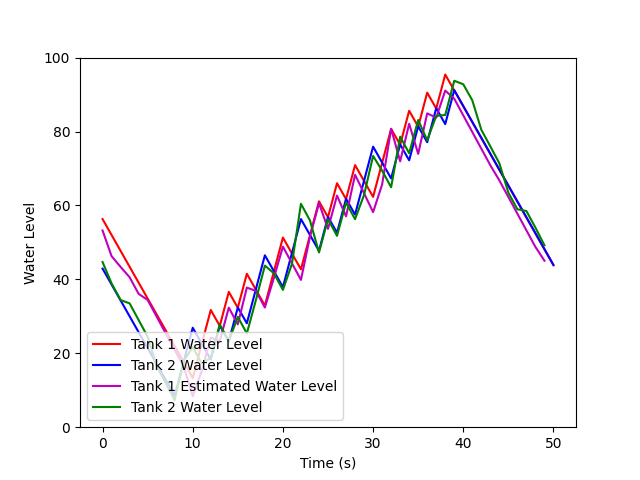 100
80
60
40
20
0
Water Level
Tank 1 Water Level
Tank 2 Water Level
Tank 1 Estimated Water Level
Tank 2 Water Level
0 10 20 30 40 50
Time (s)